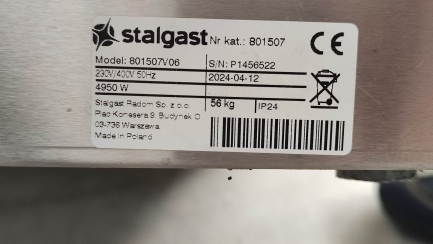 stalgast Nr kat.: 801507
Model: 801507V06 S/N: P1456522
230V/400V 50Hz 2024-04-12
4950 W
Stalgast Radom Sp. z o.o. 56 kg IP24
Plac Konesera 9, Budynek O
03-736 Warszawa
Made in Poland
CE